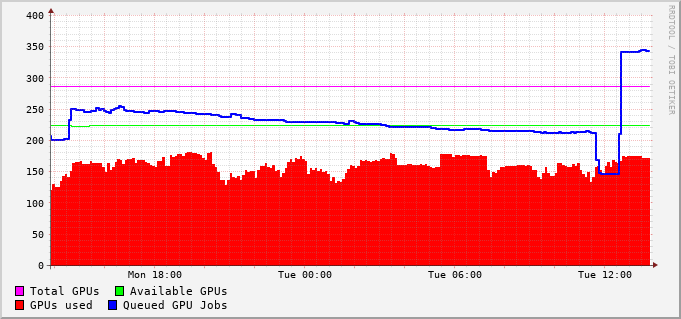 400
350
300
250
200
150
100
50
0
Mon 18:00 Tue 00:00 Tue 06:00 Tue 12:00
Total GPUs Available GPUs
GPUs used Queued GPU Jobs
RRDTOOL / TOBI OETIKER